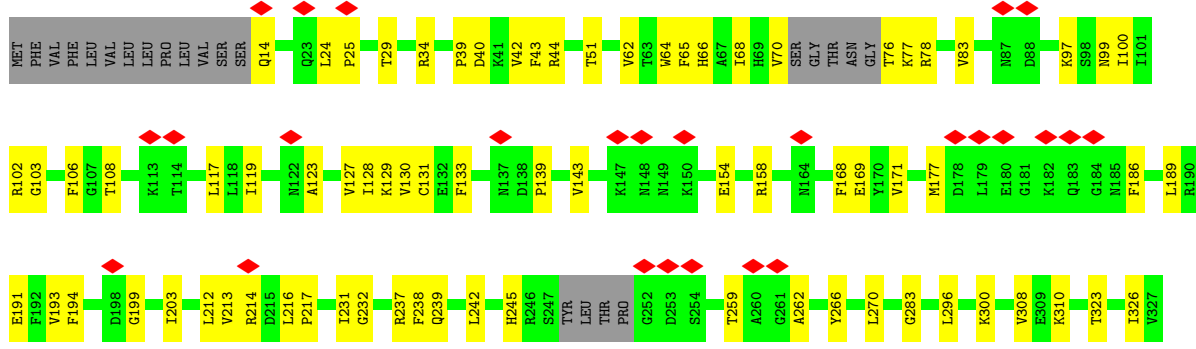 MET PHE VAL PHE LEU VAL LEU LEU PRO LEU VAL SER SER Q14 Q23 L24 P25 T29 R34 P39 D40 K41 V42 F43 R44 T51 V62 T63 W64 F65 H66 A67 I68 H69 V70 SER GLY THR ASN GLY T76 K77 R78 V83 N87 D88 K97 S98 N99 I100 I101
R102 G103 F106 G107 T108 K113 T114 L117 L118 I119 N122 A123 V127 I128 K129 V130 C131 E132 F133 N137 D138 P139 V143 K147 N148 N149 K150 E154 R158 N164 F168 E169 Y170 V171 M177 D178 L179 E180 G181 K182 Q183 G184 N185 F186 L189 R190
E191 F192 V193 F194 D198 G199 I203 L212 V213 R214 D215 L216 P217 I231 G232 R237 F238 Q239 L242 H245 R246 S247 TYR LEU THR PRO G252 D253 S254 T259 A260 G261 A262 Y266 L270 G283 L296 K300 V308 E309 K310 T323 I326 V327